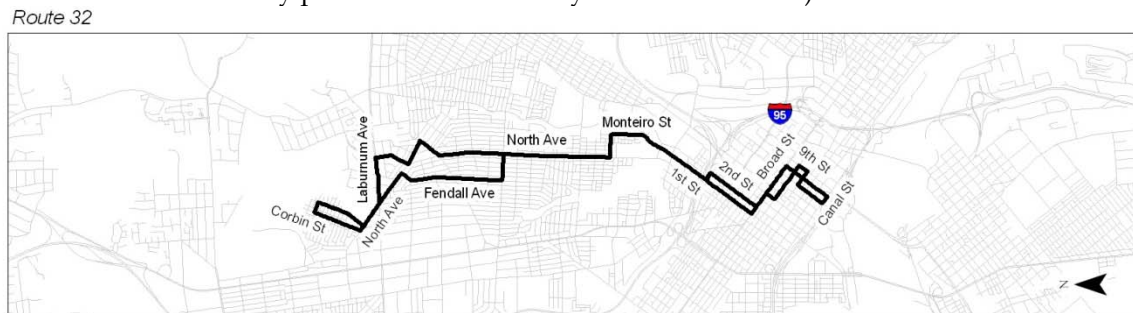 Route 32
Monteiro St
95
North Ave
Laburnum Ave
Broad St
9th St
2nd St
1st St
Fendall Ave
Canal St
Corbin St
North Ave
N